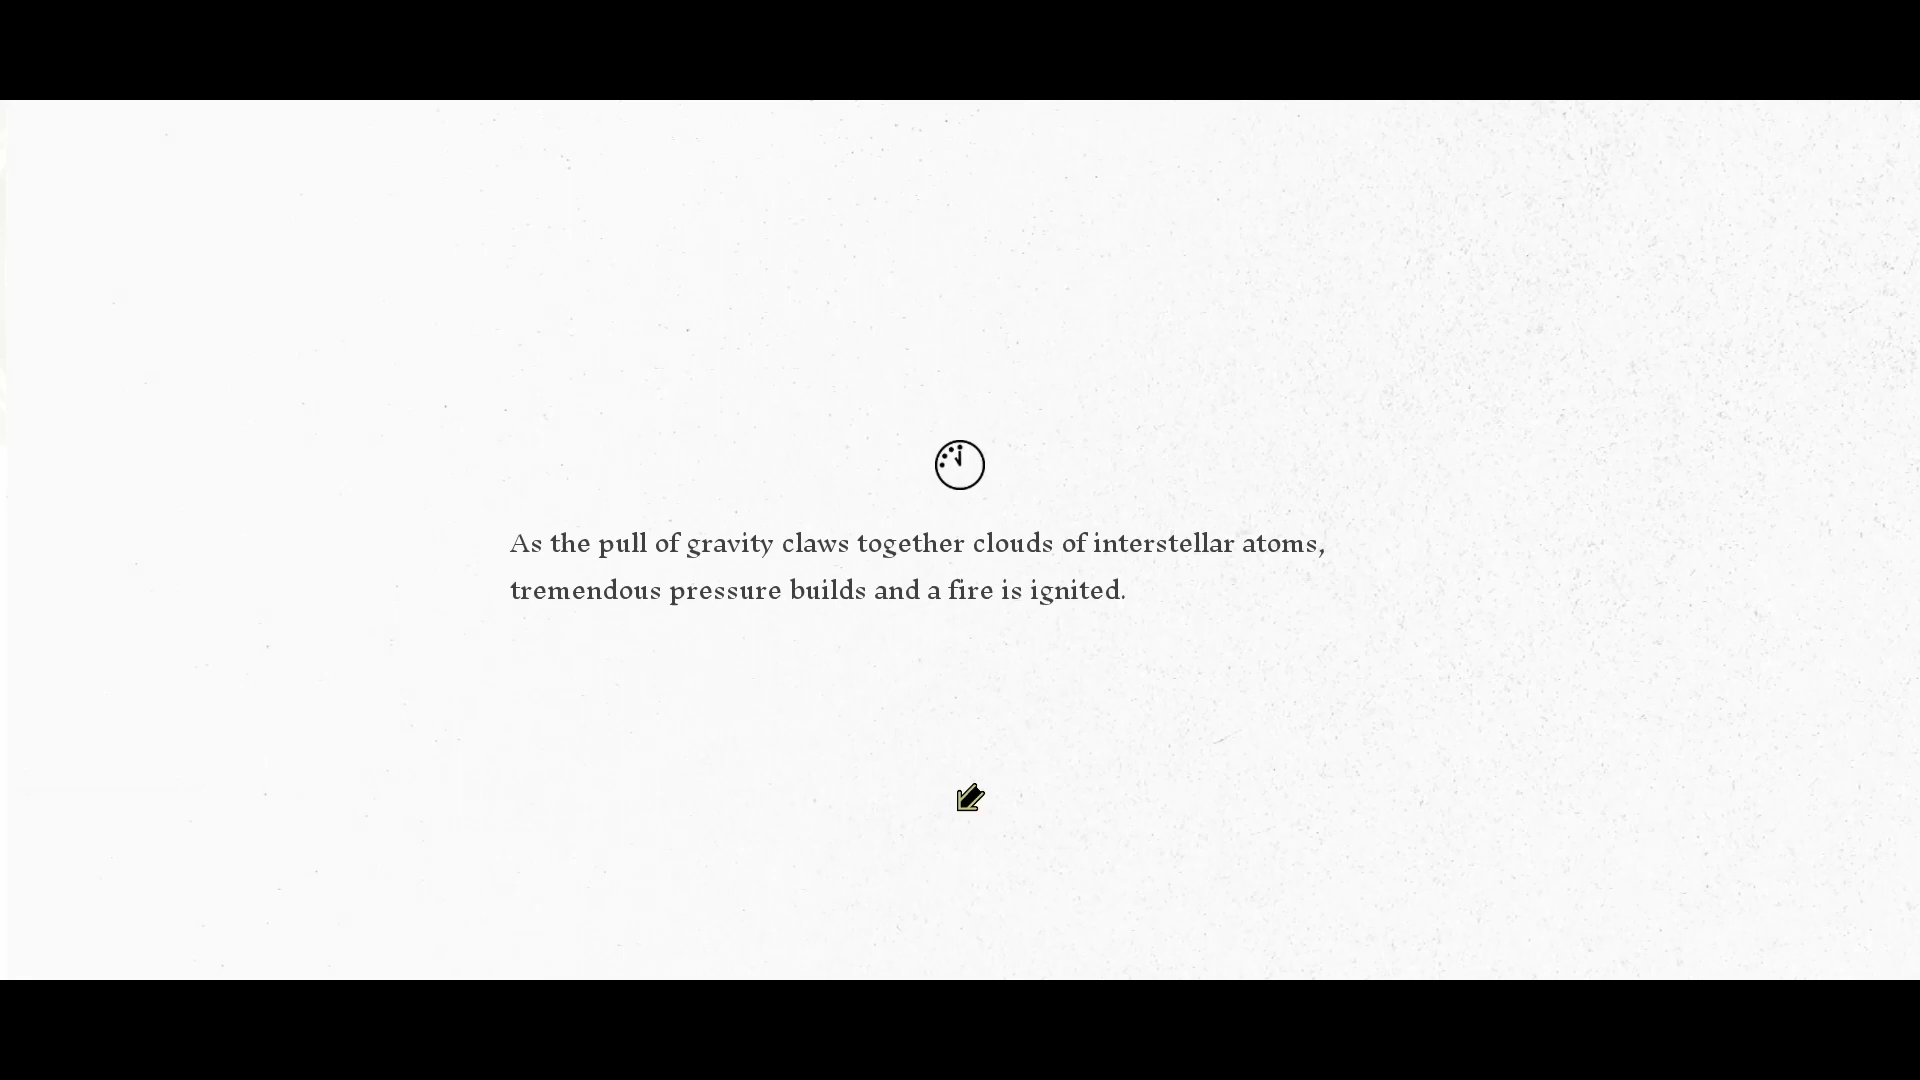 As the pull of gravity claws together clouds of interstellar atoms,
tremendous pressure builds and a fire is ignited.